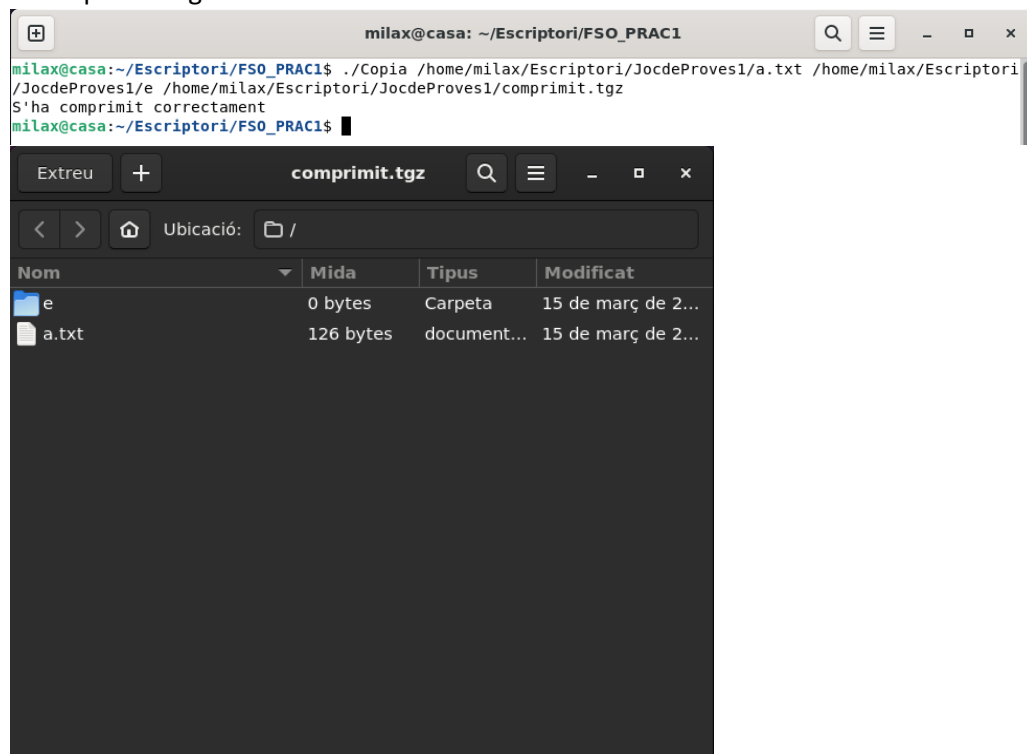 milax@casa: ~/Escriptori/FSO_PRAC1
milax@casa:~/Escriptori/FSO_PRAC1$ ./Copia /home/milax/Escriptori/JocdeProves1/a.txt /home/milax/Escriptori
/JocdeProves1/e /home/milax/Escriptori/JocdeProves1/comprimit.tgz
S'ha comprimit correctament
milax@casa:~/Escriptori/FSO_PRAC1$
Extreu + comprimit.tgz
Ubicació: /
Nom Mida Tipus Modificat
e 0 bytes Carpeta 15 de març de 2...
a.txt 126 bytes document... 15 de març de 2...